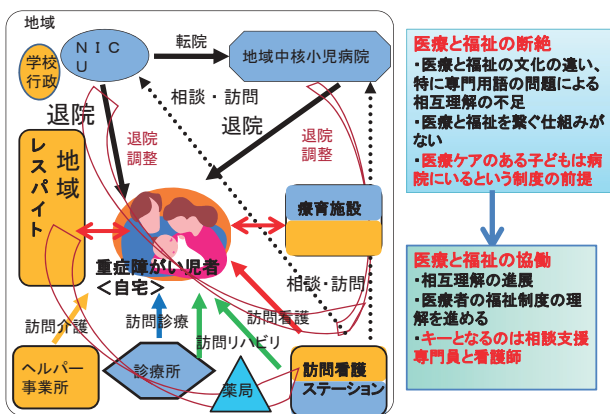 地域
NIC
U
転院
地域中核小児病院
学校
行政
相談・訪問
退院
退院
退院
調整
退院
調整
地域
レスパイト
療育施設
重症障がい児者
＜自宅＞
相談・訪問
訪問介護
訪問診療
訪問看護
訪問リハビリ
ヘルパー
事業所
診療所
薬局
訪問看護
ステーション
医療と福祉の断絶
・医療と福祉の文化の違い、
特に専門用語の問題による
相互理解の不足
・医療と福祉を繋ぐ仕組みが
ない
・医療ケアのある子どもは病
院にいるという制度の前提
医療と福祉の協働
・相互理解の進展
・医療者の福祉制度の理
解を進める
・キーとなるのは相談支援
専門員と看護師